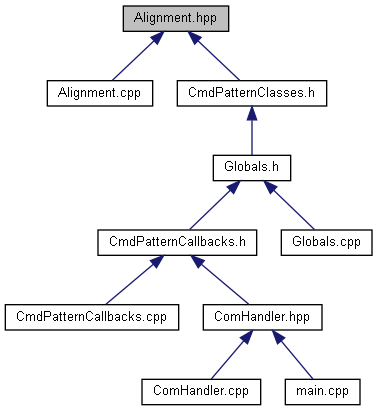 Alignment.hpp
Alignment.cpp
CmdPatternClasses.h
Globals.h
CmdPatternCallbacks.h
Globals.cpp
CmdPatternCallbacks.cpp
ComHandler.hpp
ComHandler.cpp
main.cpp